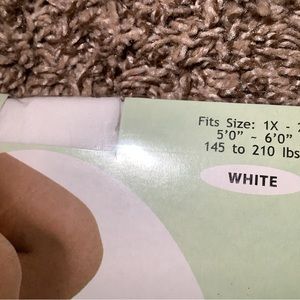 Fits Size: 1X -
5'0" ~ 6'0"
145 to 210 lbs
WHITE